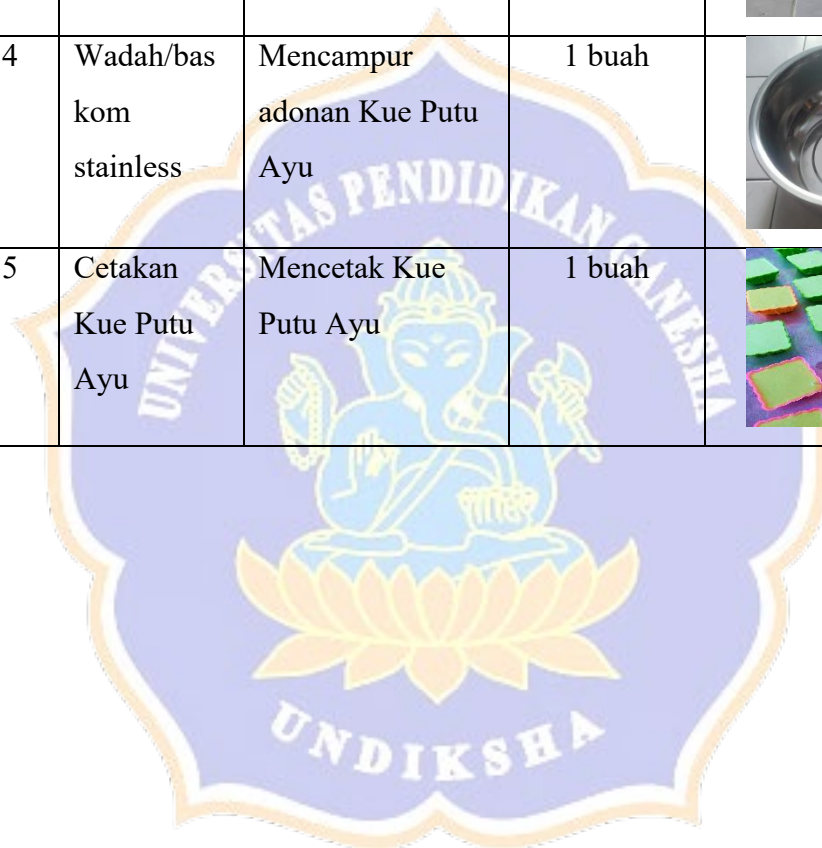 4 Wadah/bas Mencampur 1 buah
kom adonan Kue Putu
stainless Ayu
UNIVERSITAS PENDIDIKAN GANESHA
5 Cetakan Mencetak Kue 1 buah
Kue Putu Putu Ayu
Ayu
UNDIKSHA